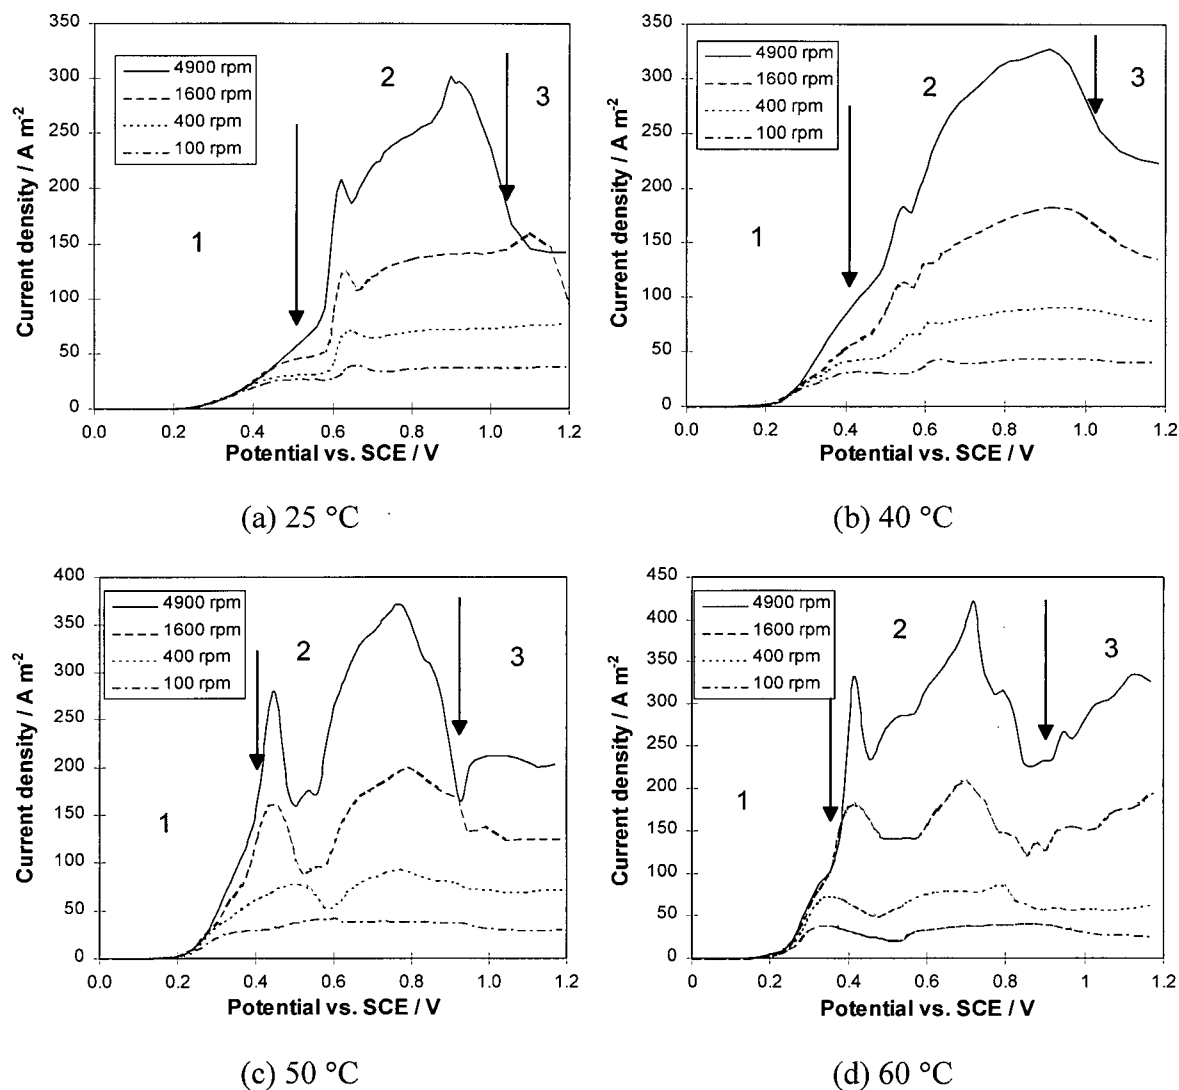 350
300
250
200
150
100
50
0
Current density / A m-2
4900 rpm
1600 rpm
400 rpm
100 rpm
1
2
3
0.0 0.2 0.4 0.6 0.8 1.0 1.2
Potential vs. SCE / V
(a) 25 °C
350
300
250
200
150
100
50
0
Current density / A m-2
4900 rpm
1600 rpm
400 rpm
100 rpm
1
2
3
0.0 0.2 0.4 0.6 0.8 1.0 1.2
Potential vs. SCE / V
(b) 40 °C
400
350
300
250
200
150
100
50
0
Current density / A m-2
4900 rpm
1600 rpm
400 rpm
100 rpm
1
2
3
0 0.2 0.4 0.6 0.8 1.0 1.2
Potential vs. SCE / V
(c) 50 °C
450
400
350
300
250
200
150
100
50
0
Current density / A m-2
4900 rpm
1600 rpm
400 rpm
100 rpm
1
2
3
0 0.2 0.4 0.6 0.8 1.0 1.2
Potential vs. SCE / V
(d) 60 °C